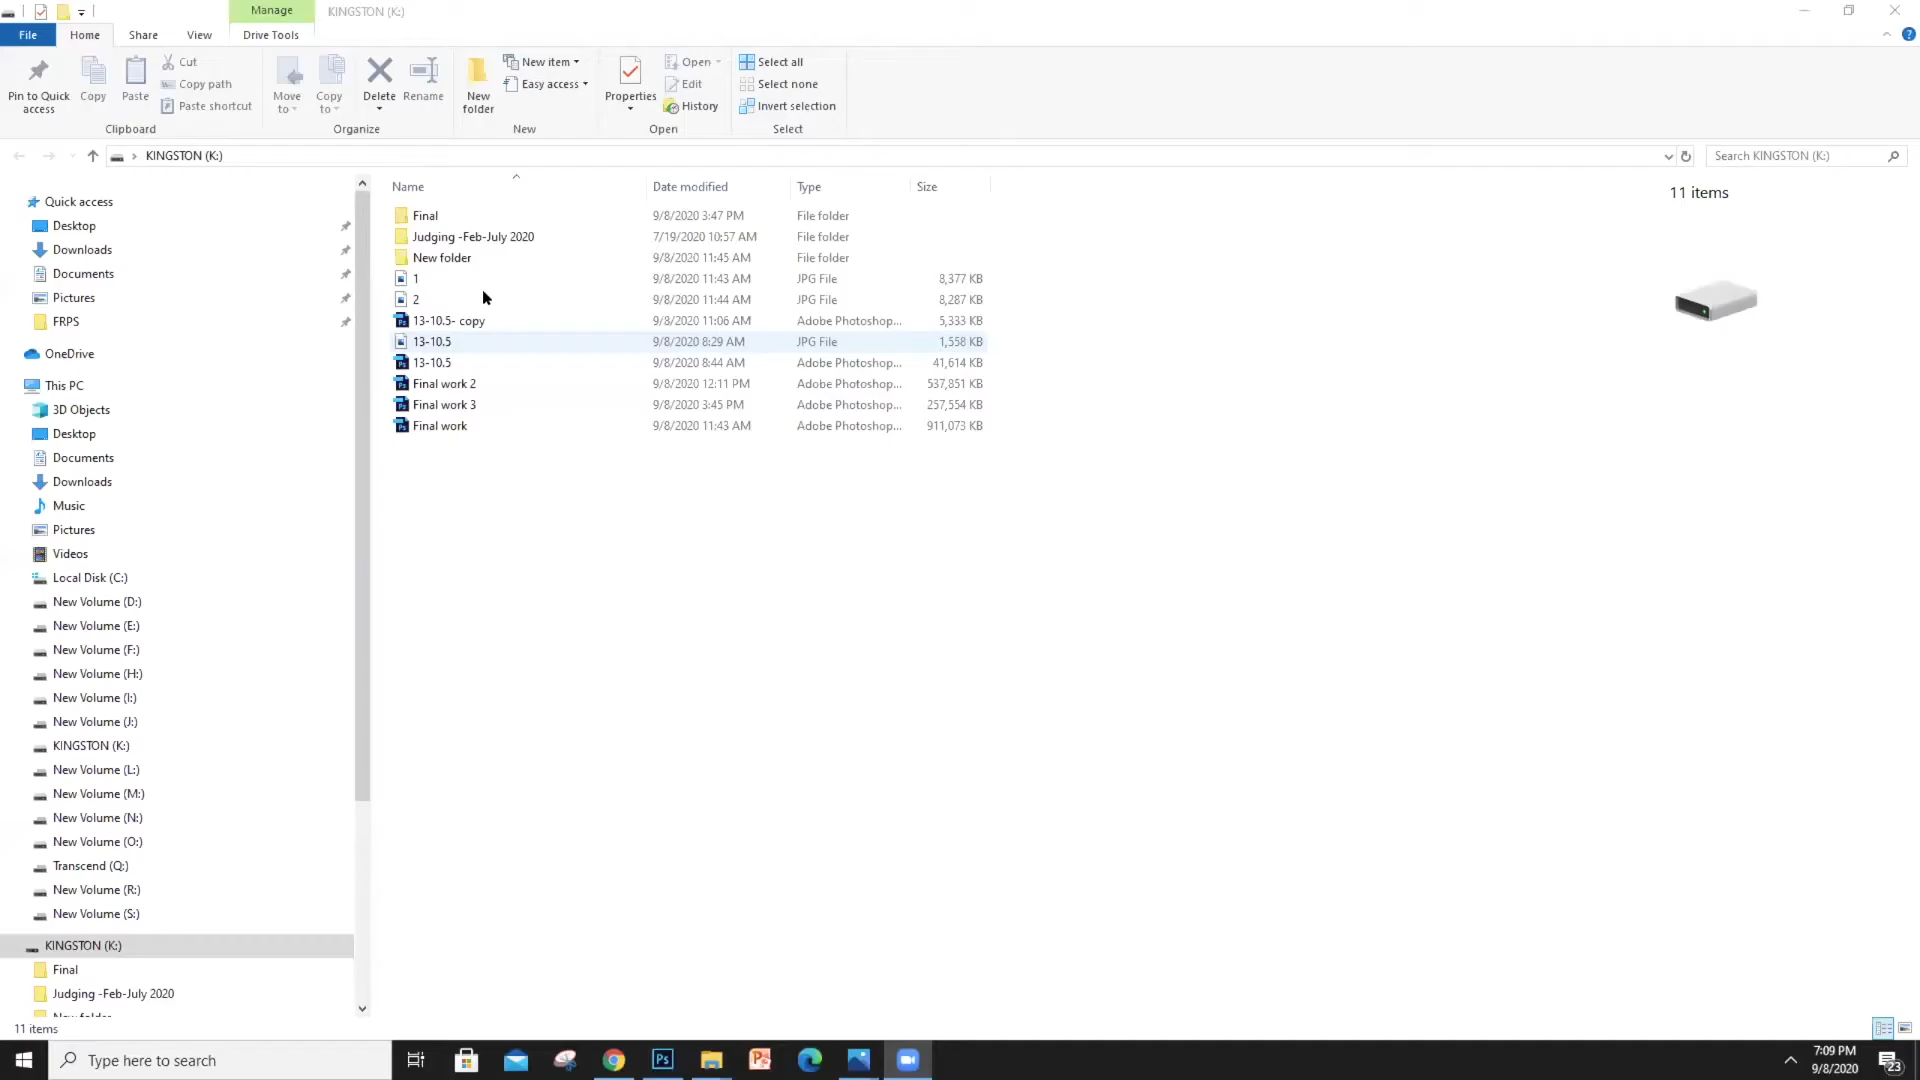 Manage KINGSTON (K:)
File Home Share View Drive Tools
Pin to Quick access
Copy
Paste
Cut
Copy path
Paste shortcut
Clipboard
Move to
Copy to
Delete
Rename
Organize
New folder
New item
Easy access
New
Properties
Open
Edit
History
Open
Select all
Select none
Invert selection
Select
KINGSTON (K:)
Search KINGSTON (K:)
Quick access
Desktop
Downloads
Documents
Pictures
FRPS
OneDrive
This PC
3D Objects
Desktop
Documents
Downloads
Music
Pictures
Videos
Local Disk (C:)
New Volume (D:)
New Volume (E:)
New Volume (F:)
New Volume (H:)
New Volume (I:)
New Volume (J:)
KINGSTON (K:)
New Volume (L:)
New Volume (M:)
New Volume (N:)
New Volume (O:)
Transcend (Q:)
New Volume (R:)
New Volume (S:)
KINGSTON (K:)
Final
Judging -Feb-July 2020
New folder
Name Date modified Type Size
Final 9/8/2020 3:47 PM File folder
Judging -Feb-July 2020 7/19/2020 10:57 AM File folder
New folder 9/8/2020 11:45 AM File folder
1 9/8/2020 11:43 AM JPG File 8,377 KB
2 9/8/2020 11:44 AM JPG File 8,287 KB
13-10.5- copy 9/8/2020 11:06 AM Adobe Photoshop... 5,333 KB
13-10.5 9/8/2020 8:29 AM JPG File 1,558 KB
13-10.5 9/8/2020 8:44 AM Adobe Photoshop... 41,614 KB
Final work 2 9/8/2020 12:11 PM Adobe Photoshop... 537,851 KB
Final work 3 9/8/2020 3:45 PM Adobe Photoshop... 257,554 KB
Final work 9/8/2020 11:43 AM Adobe Photoshop... 911,073 KB
11 items
11 items
Type here to search
Ps
7:09 PM
9/8/2020
23